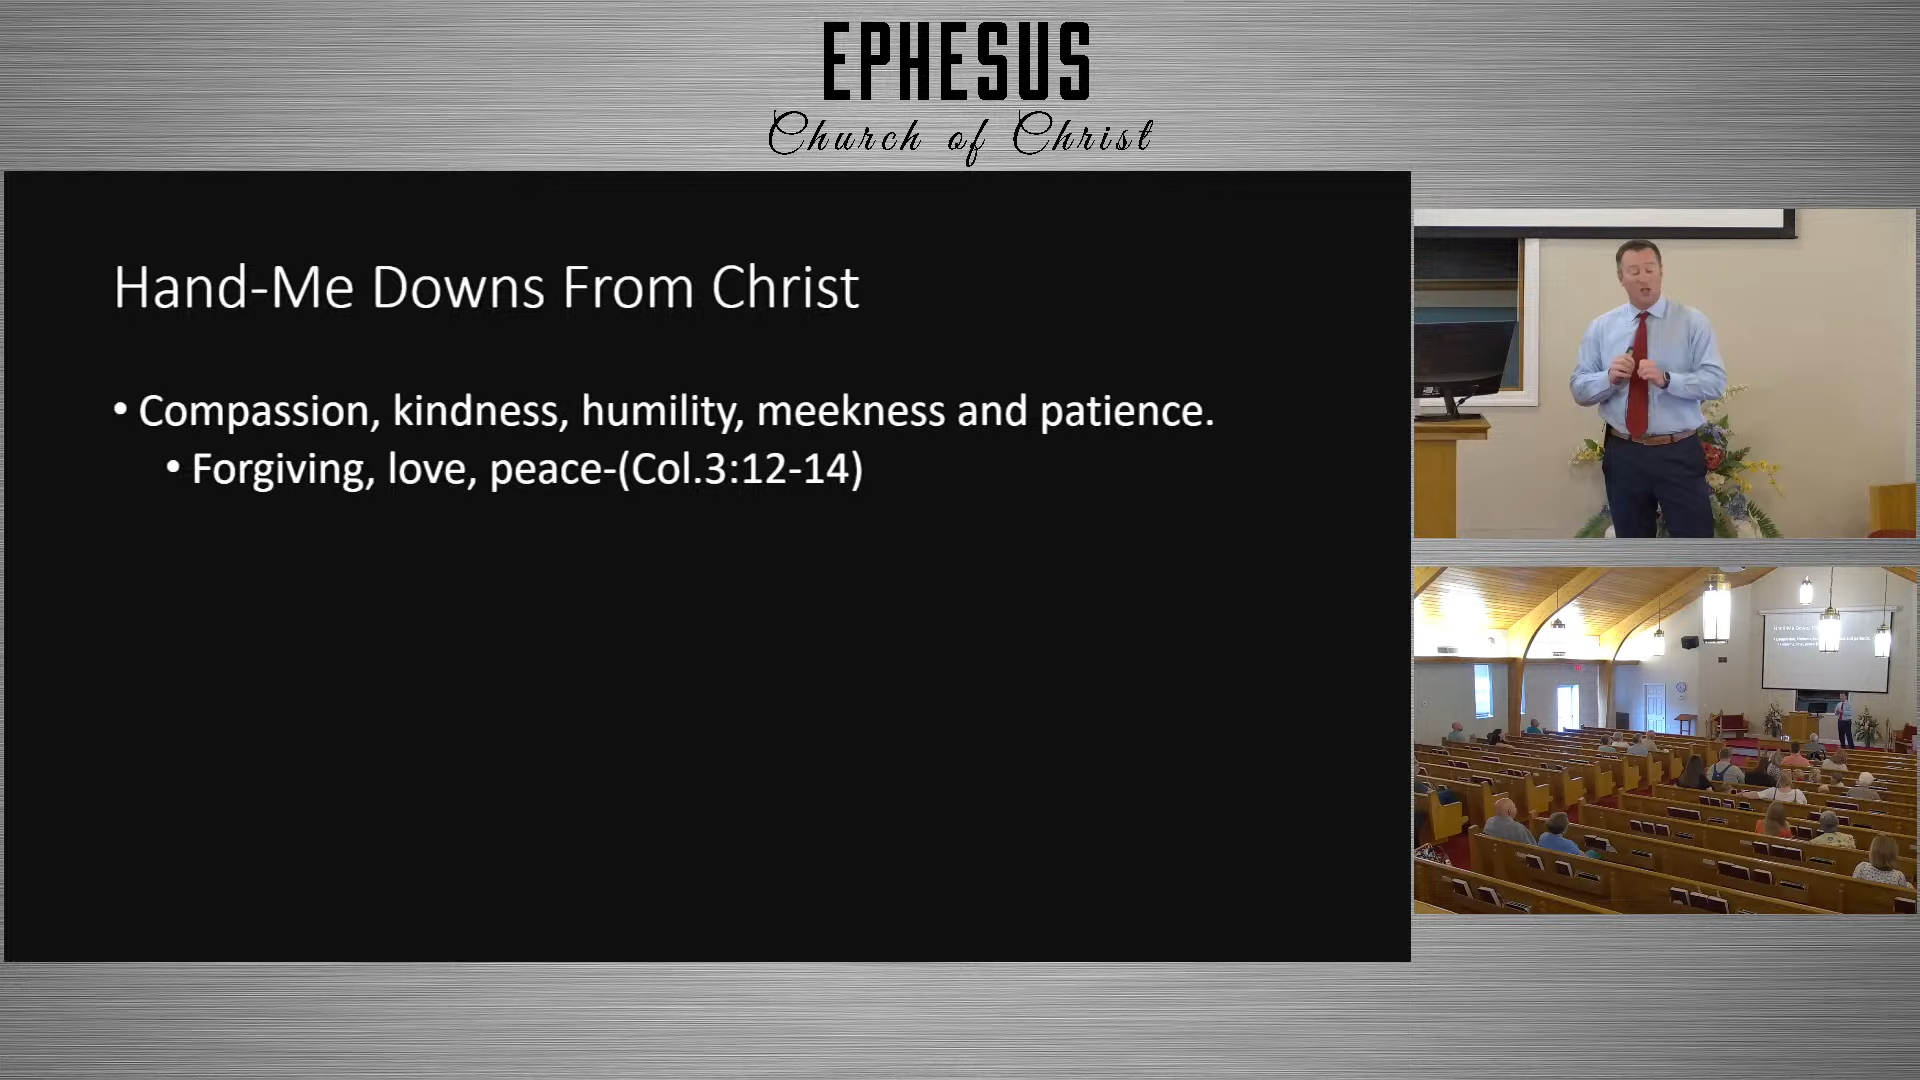 EPHESUS
Church of Christ
Hand-Me Downs From Christ
• Compassion, kindness, humility, meekness and patience.
• Forgiving, love, peace-(Col.3:12-14)